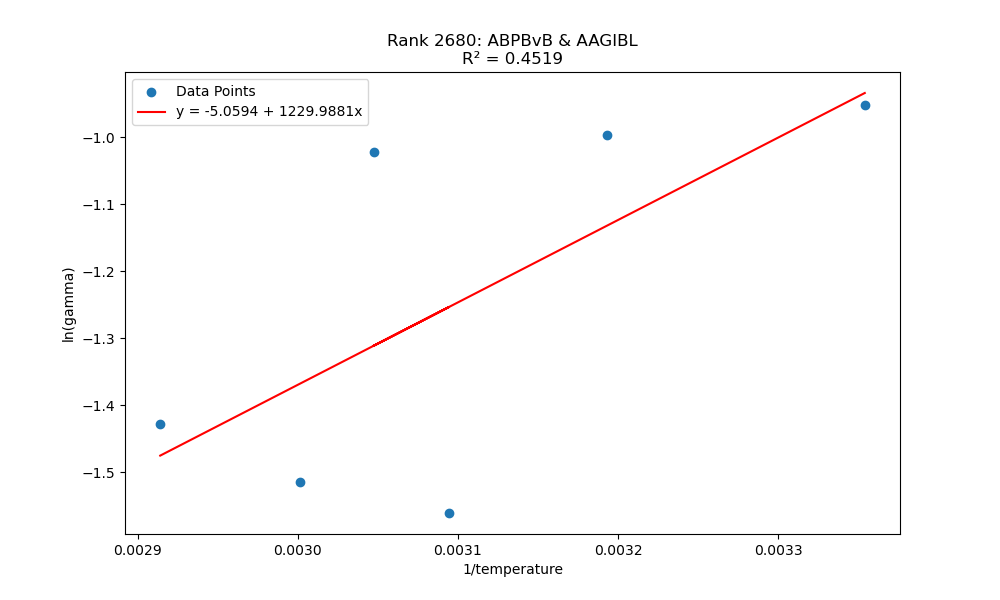 Rank 2680: ABPBvB & AAGIBL
R² = 0.4519
Data Points
y = -5.0594 + 1229.9881x
ln(gamma)
−1.0
−1.1
−1.2
−1.3
−1.4
−1.5
0.0029 0.0030 0.0031 0.0032 0.0033
1/temperature